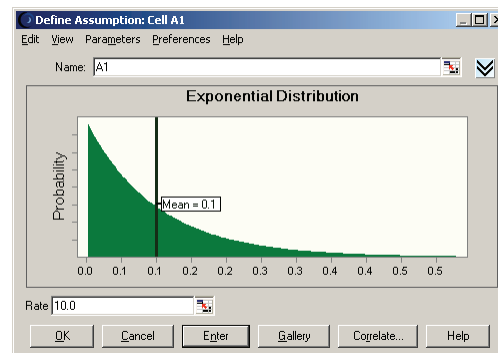 Define Assumption: Cell A1
Edit View Parameters Preferences Help
Name: A1
Exponential Distribution
Probability
Mean = 0.1
0.0 0.1 0.1 0.2 0.2 0.3 0.3 0.4 0.4 0.5 0.5
Rate 10.0
OK Cancel Enter Gallery Correlate... Help